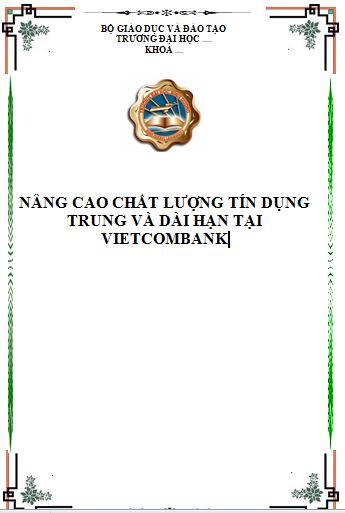 BỘ GIÁO DỤC VÀ ĐÀO TẠO
TRƯỜNG ĐẠI HỌC ....
KHOA ....
NÂNG CAO CHẤT LƯỢNG TÍN DỤNG
TRUNG VÀ DÀI HẠN TẠI
VIETCOMBANK